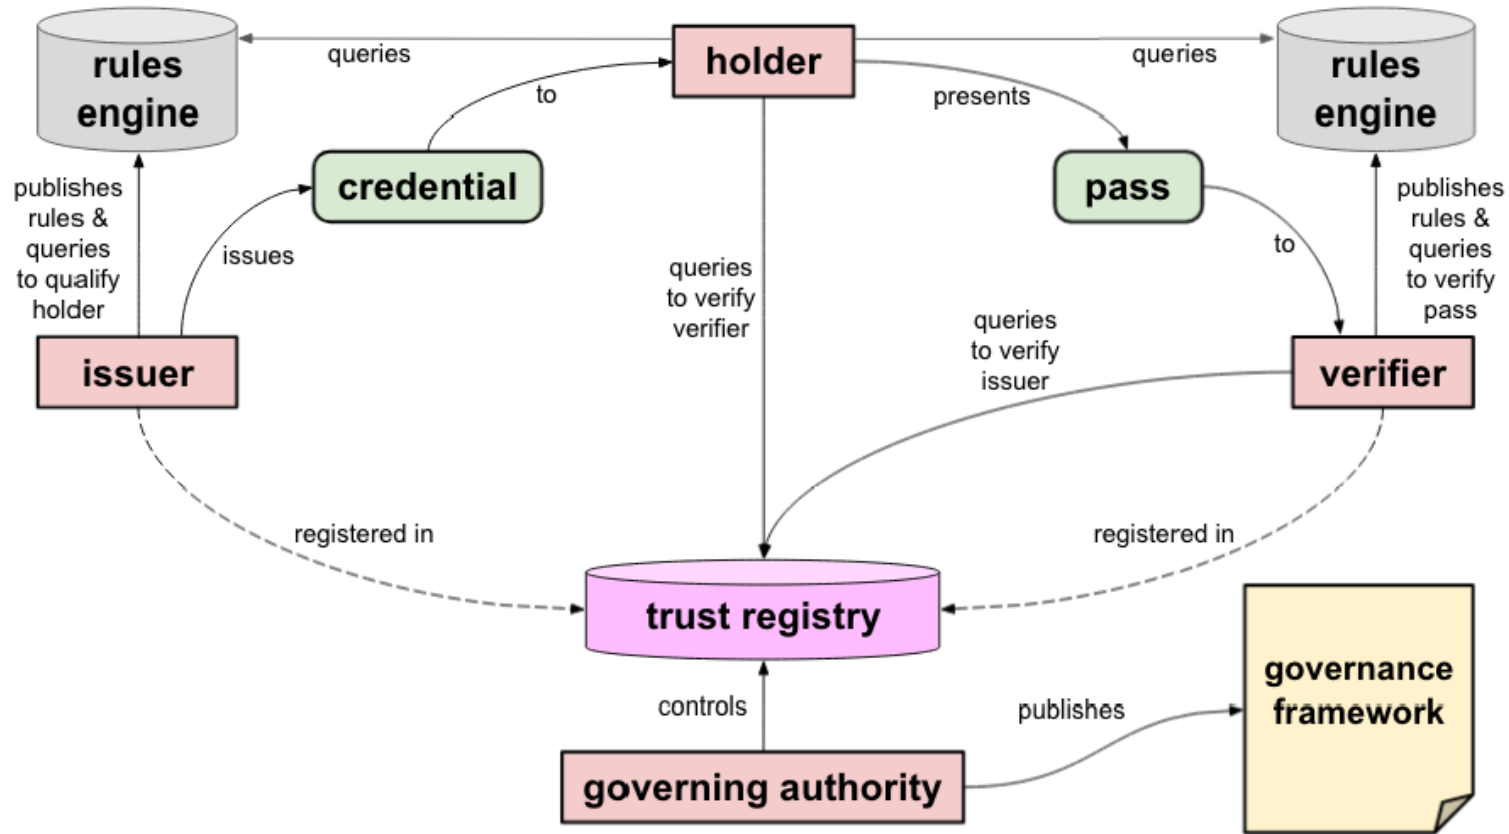 rules
engine
queries
holder
queries
rules
engine
to
presents
credential
pass
publishes
rules &
queries
to qualify
holder
issues
queries
to verify
verifier
to
publishes
rules &
queries
to verify
pass
queries
to verify
issuer
issuer
verifier
registered in
registered in
trust registry
controls
publishes
governance
framework
governing authority